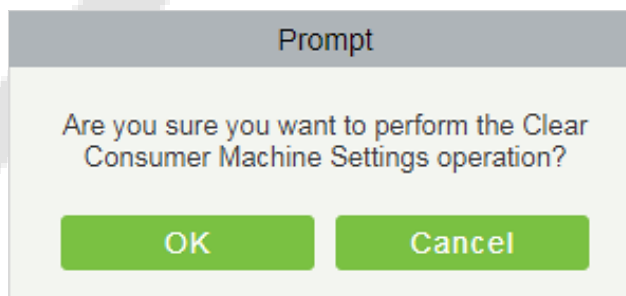 Prompt
Are you sure you want to perform the Clear
Consumer Machine Settings operation?
OK
Cancel